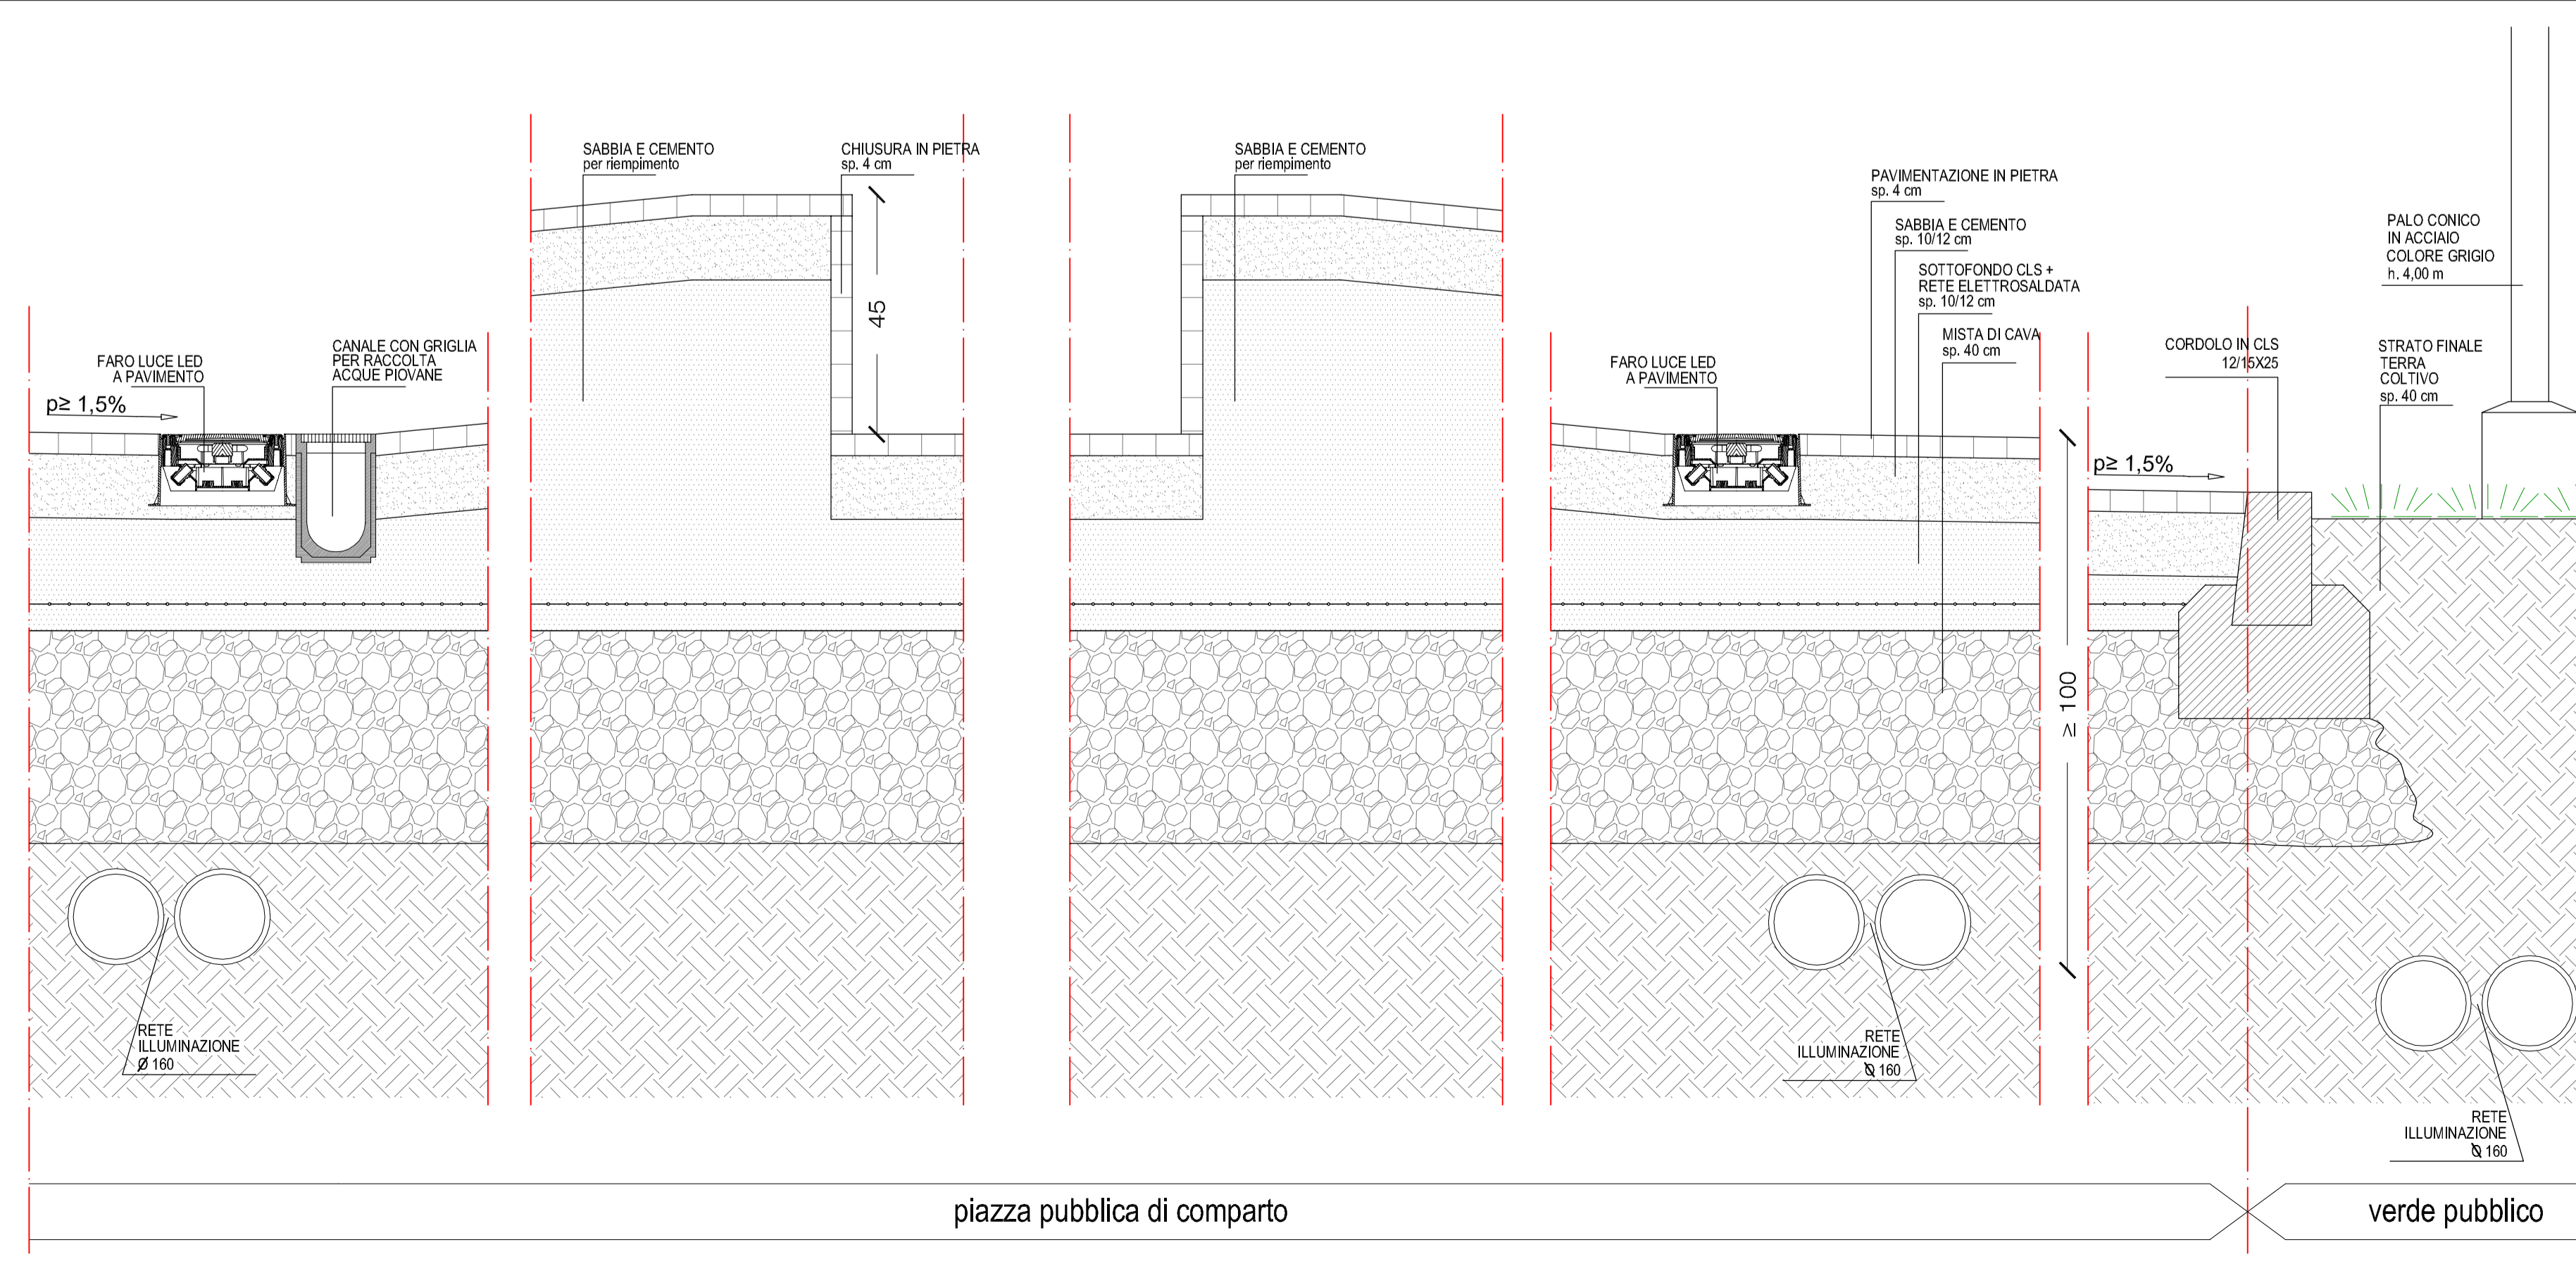 FARO LUCE LED
A PAVIMENTO
p≥ 1,5%
CANALE CON GRIGLIA
PER RACCOLTA
ACQUE PIOVANE
RETE
ILLUMINAZIONE
Ø 160
SABBIA E CEMENTO
per riempimento
CHIUSURA IN PIETRA
sp. 4 cm
45
SABBIA E CEMENTO
per riempimento
FARO LUCE LED
A PAVIMENTO
PAVIMENTAZIONE IN PIETRA
sp. 4 cm
SABBIA E CEMENTO
sp. 10/12 cm
SOTTOFONDO CLS +
RETE ELETTROSALDATA
sp. 10/12 cm
MISTA DI CAVA
sp. 40 cm
RETE
ILLUMINAZIONE
Ø 160
≥ 100
p≥ 1,5%
CORDOLO IN CLS
12/15X25
PALO CONICO
IN ACCIAIO
COLORE GRIGIO
h. 4,00 m
STRATO FINALE
TERRA
COLTIVO
sp. 40 cm
RETE
ILLUMINAZIONE
Ø 160
piazza pubblica di comparto
verde pubblico